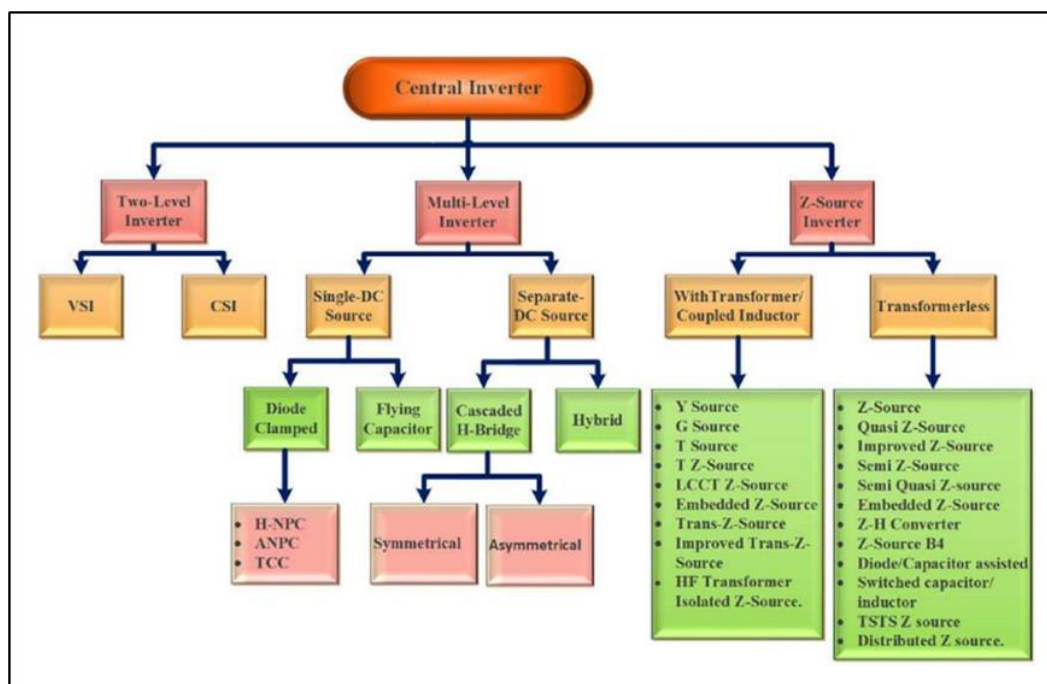 Central Inverter
Two-Level
Inverter
Multi-Level
Inverter
Z-Source
Inverter
VSI
CSI
Single-DC
Source
Separate-
DC Source
WithTransformer/
Coupled Inductor
Transformerless
Diode
Clamped
Flying
Capacitor
Cascaded
H-Bridge
Hybrid
• H-NPC
• ANPC
• TCC
Symmetrical
Asymmetrical
• Y Source
• G Source
• T Source
• T Z-Source
• LCCT Z-Source
• Embedded Z-Source
• Trans-Z-Source
• Improved Trans-Z-
Source
• HF Transformer
Isolated Z-Source.
• Z-Source
• Quasi Z-Source
• Improved Z-Source
• Semi Z-Source
• Semi Quasi Z-source
• Embedded Z-Source
• Z-H Converter
• Z-Source B4
• Diode/Capacitor assisted
• Switched capacitor/
inductor
• TSTS Z source
• Distributed Z source.